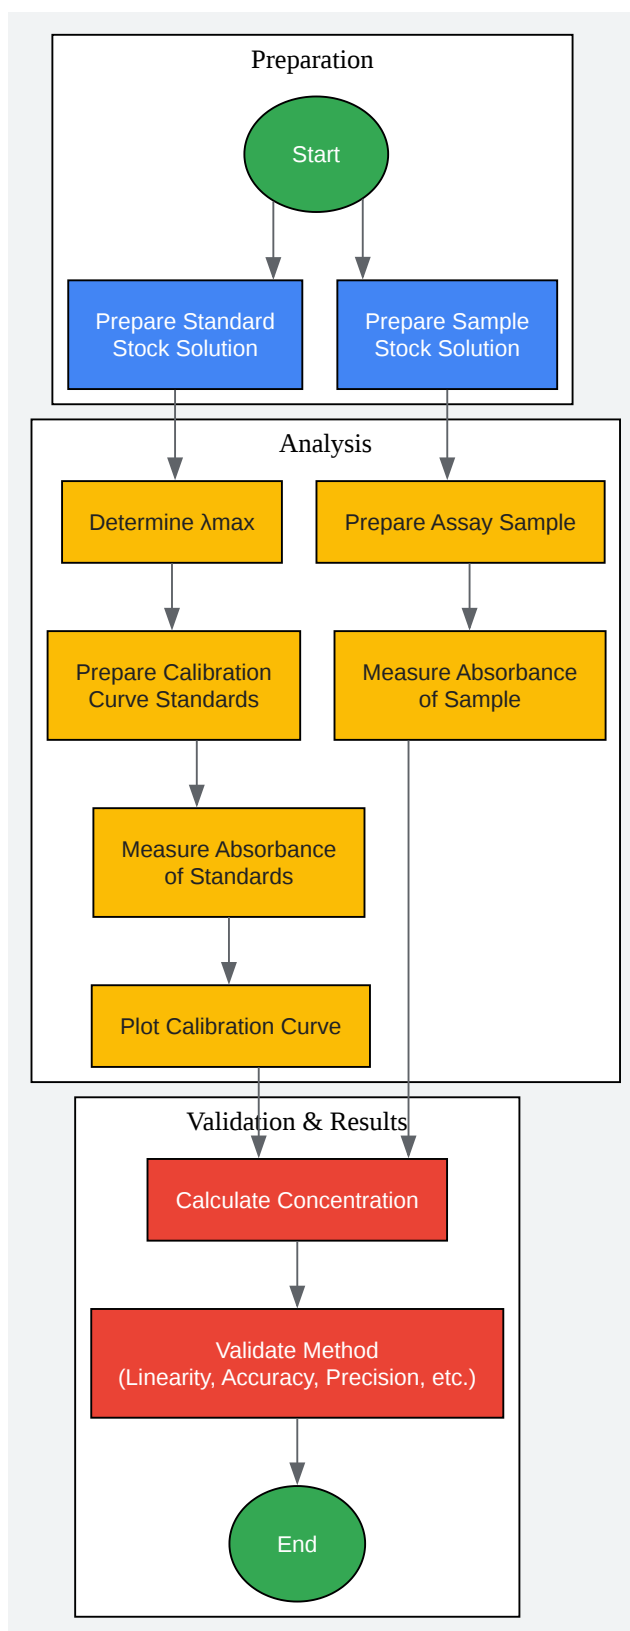 Preparation
Start
Prepare Standard
Stock Solution
Prepare Sample
Stock Solution
Analysis
Determine λmax
Prepare Assay Sample
Prepare Calibration
Curve Standards
Measure Absorbance
of Sample
Measure Absorbance
of Standards
Plot Calibration Curve
Validation & Results
Calculate Concentration
Validate Method
(Linearity, Accuracy, Precision, etc.)
End